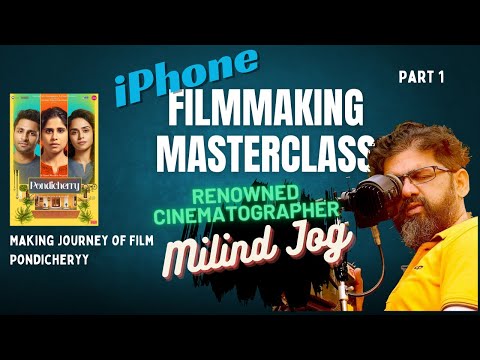 iPhone
PART 1
FILMMAKING
MASTERCLASS
RENOWNED
CINEMATOGRAPHER
Milind Jog
Pondicherry
MAKING JOURNEY OF FILM
PONDICHERYY